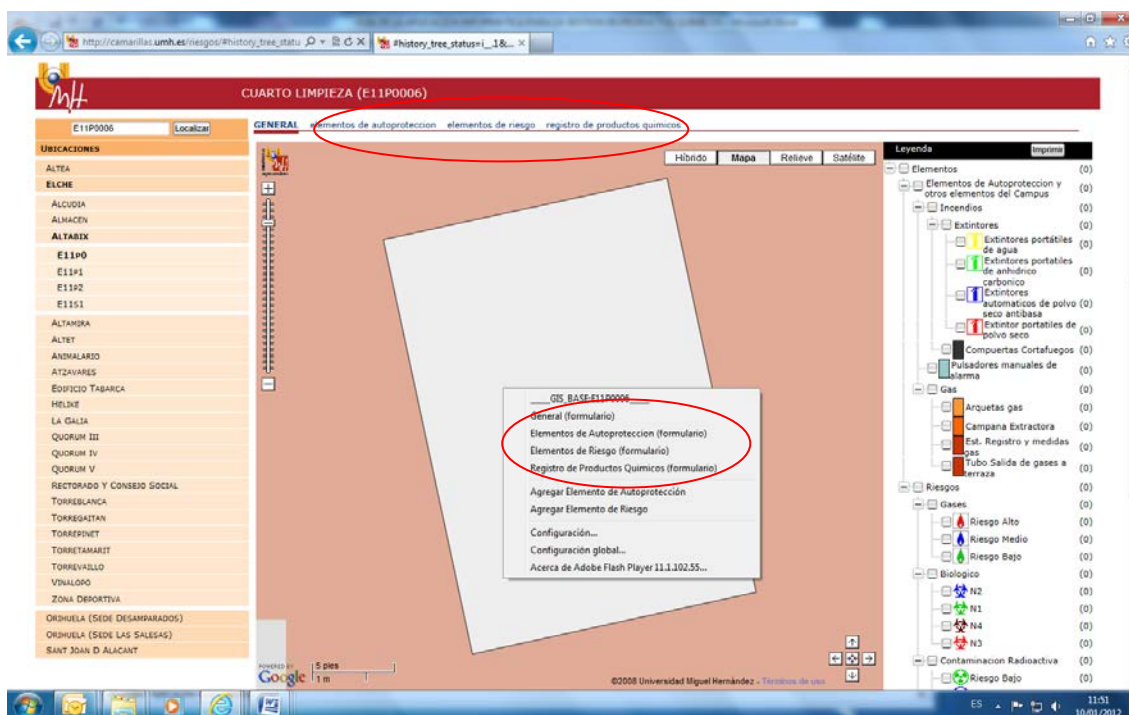 http://camarillas.umh.es/riesgos/#history_tree_statu
#history_tree_status=i_.1&...
CUARTO LIMPIEZA (E11P0006)
E11P0006 Localizar
GENERAL elementos de autoproteccion elementos de riesgo registro de productos quimicos
UBICACIONES
ALTEA
ELCHE
ALCUDIA
ALMACEN
ALTABIX
E11P0
E11P1
E11P2
E11S1
ALTAMIRA
ALTET
ANIMALARIO
ATZAVARES
EDIFICIO TABARCA
HELIKE
LA GALIA
QUORUM III
QUORUM IV
QUORUM V
RECTORADO Y CONSEJO SOCIAL
TORREBLANCA
TORREGAITAN
TORREPINET
TORRETAMARIT
TORREVAILLO
VINALOPO
ZONA DEPORTIVA
ORIHUELA (SEDE DESAMPARADOS)
ORIHUELA (SEDE LAS SALESAS)
SANT JOAN D ALACANT
Híbrido Mapa Relieve Satélite
____GIS_BASE:E11P0006____
General (formulario)
Elementos de Autoproteccion (formulario)
Elementos de Riesgo (formulario)
Registro de Productos Quimicos (formulario)
Agregar Elemento de Autoprotección
Agregar Elemento de Riesgo
Configuración...
Configuración global...
Acerca de Adobe Flash Player 11.1.102.55...
POWERED BY
Google
5 pies
1 m
©2008 Universidad Miguel Hernández - Términos de uso
Leyenda Imprimir
Elementos (0)
Elementos de Autoproteccion y
otros elementos del Campus (0)
Incendios (0)
Extintores (0)
Extintores portátiles
de agua (0)
Extintores portatiles
de anhidrico
carbonico (0)
Extintores
automaticos de polvo
seco antibasa (0)
Extintor portatiles de
polvo seco (0)
Compuertas Cortafuegos (0)
Pulsadores manuales de
alarma (0)
Gas (0)
Arquetas gas (0)
Campana Extractora (0)
Est. Registro y medidas
gas (0)
Tubo Salida de gases a
terraza (0)
Riesgos (0)
Gases (0)
Riesgo Alto (0)
Riesgo Medio (0)
Riesgo Bajo (0)
Biologico (0)
N2 (0)
N1 (0)
N4 (0)
N3 (0)
Contaminacion Radioactiva (0)
Riesgo Bajo (0)
ES
11:51
10/01/2012